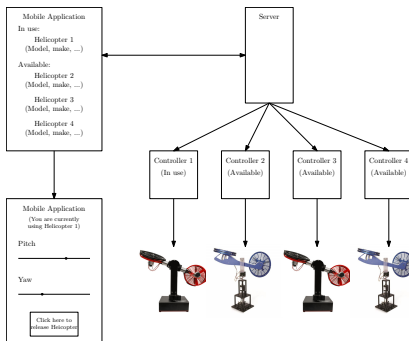 Mobile Application
In use:
Helicopter 1
(Model, make, ...)
Available:
Helicopter 2
(Model, make, ...)
Helicopter 3
(Model, make, ...)
Helicopter 4
(Model, make, ...)
Server
Controller 1
(In use)
Controller 2
(Available)
Controller 3
(Available)
Controller 4
(Available)
Mobile Application
(You are currently
using Helicopter 1)
Pitch
Yaw
Click here to
release Heicopter